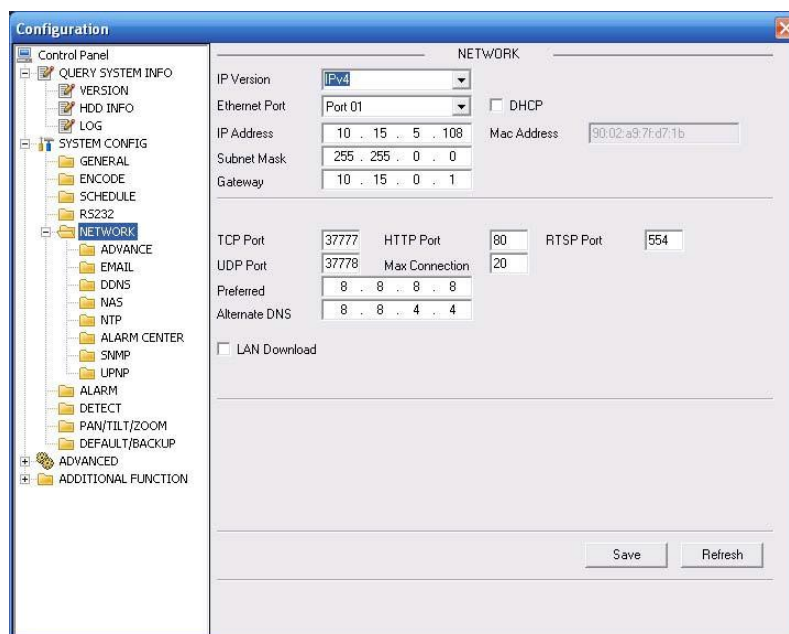 Configuration
Control Panel
QUERY SYSTEM INFO
VERSION
HDD INFO
LOG
SYSTEM CONFIG
GENERAL
ENCODE
SCHEDULE
RS232
NETWORK
ADVANCE
EMAIL
DDNS
NAS
NTP
ALARM CENTER
SNMP
UPNP
ALARM
DETECT
PAN/TILT/ZOOM
DEFAULT/BACKUP
ADVANCED
ADDITIONAL FUNCTION
NETWORK
IP Version IPv4
Ethernet Port Port 01 DHCP
IP Address 10 . 15 . 5 . 108 Mac Address 90:02:a9:7f:d7:1b
Subnet Mask 255 . 255 . 0 . 0
Gateway 10 . 15 . 0 . 1
TCP Port 37777 HTTP Port 80 RTSP Port 554
UDP Port 37778 Max Connection 20
Preferred 8 . 8 . 8 . 8
Alternate DNS 8 . 8 . 4 . 4
LAN Download
Save Refresh